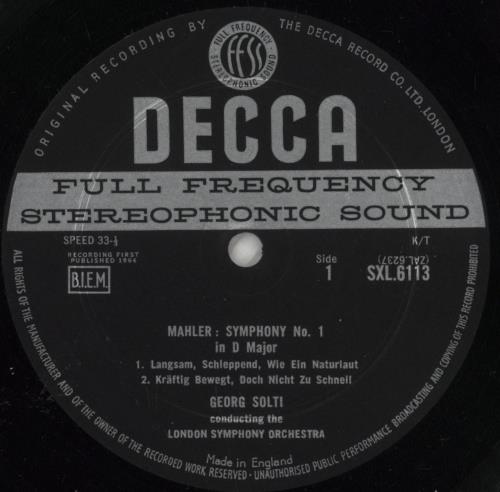 ORIGINAL RECORDING BY
THE DECCA RECORD CO. LTD. LONDON
FULL FREQUENCY
STEREOPHONIC SOUND
FFSS
DECCA
FULL FREQUENCY
STEREOPHONIC SOUND
SPEED 33-⅓
K/T
RECORDING FIRST
PUBLISHED 1964
B.I.E.M.
Side
1
(ZAL.6237)
SXL.6113
MAHLER: SYMPHONY No. 1
in D Major
1. Langsam, Schleppend, Wie Ein Naturlaut
2. Kräftig Bewegt, Doch Nicht Zu Schnell
GEORG SOLTI
conducting the
LONDON SYMPHONY ORCHESTRA
Made in England
ALL RIGHTS OF THE MANUFACTURER AND OF THE OWNER OF THE RECORDED WORK RESERVED - UNAUTHORISED PUBLIC PERFORMANCE BROADCASTING AND COPYING OF THIS RECORD PROHIBITED